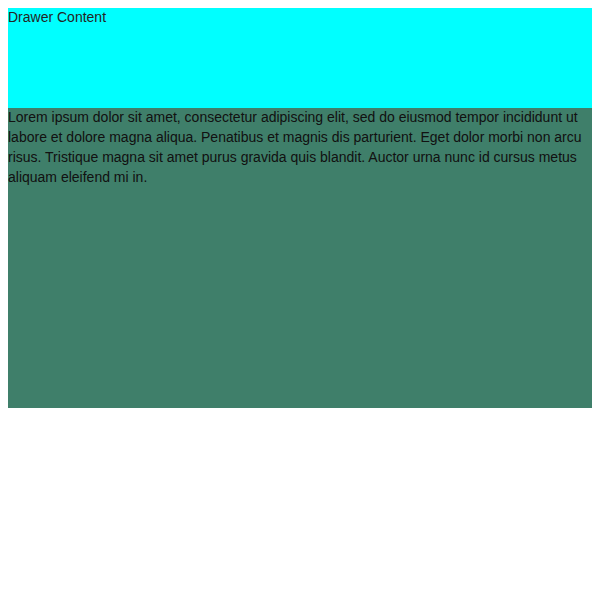 Drawer Content
Lorem ipsum dolor sit amet, consectetur adipiscing elit, sed do eiusmod tempor incididunt ut
labore et dolore magna aliqua. Penatibus et magnis dis parturient. Eget dolor morbi non arcu
risus. Tristique magna sit amet purus gravida quis blandit. Auctor urna nunc id cursus metus
aliquam eleifend mi in.